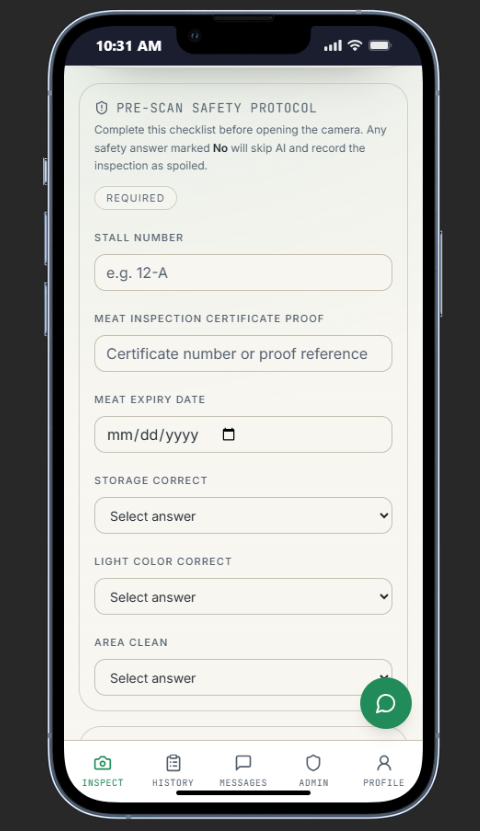 10:31 AM
PRE-SCAN SAFETY PROTOCOL
Complete this checklist before opening the camera. Any
safety answer marked No will skip AI and record the
inspection as spoiled.
REQUIRED
STALL NUMBER
e.g. 12-A
MEAT INSPECTION CERTIFICATE PROOF
Certificate number or proof reference
MEAT EXPIRY DATE
mm/dd/yyyy
STORAGE CORRECT
Select answer
LIGHT COLOR CORRECT
Select answer
AREA CLEAN
Select answer
INSPECT HISTORY MESSAGES ADMIN PROFILE